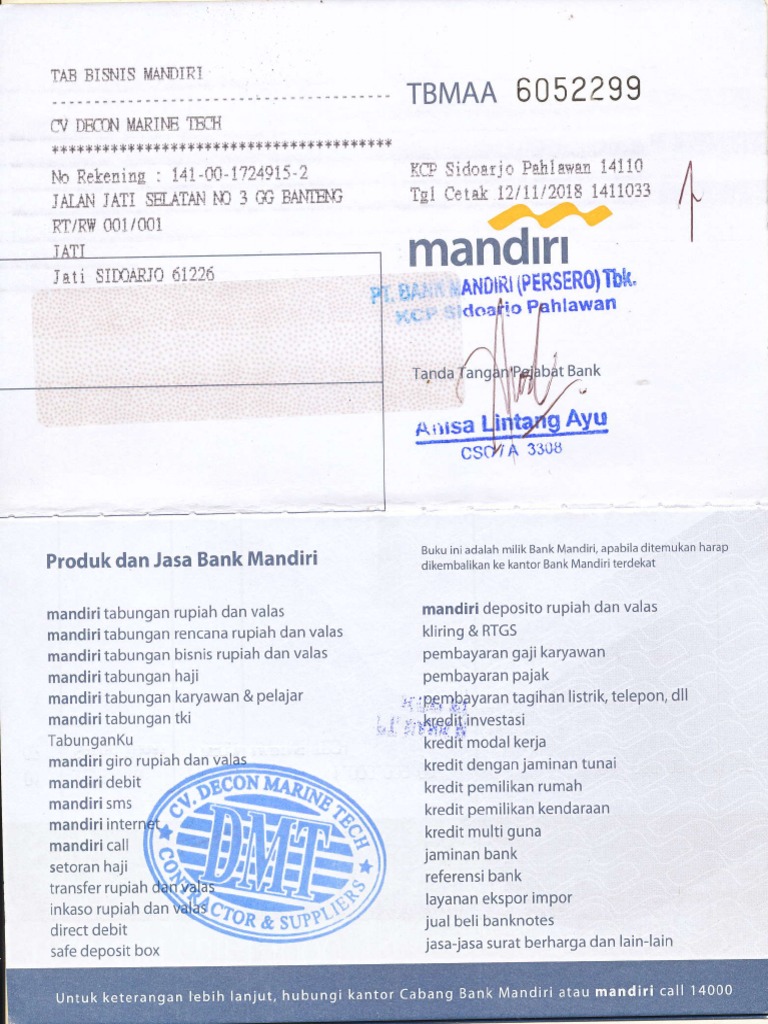 TAB BISNIS MANDIRI
TBMAA 6052299
CV DECON MARINE TECH
****************************************
No Rekening : 141-00-1724915-2
JALAN JATI SELATAN NO 3 GG BANTENG
RT/RW 001/001
JATI
Jati SIDOARJO 61226
KCP Sidoarjo Pahlawan 14110
Tgl Cetak 12/11/2018 1411033
mandiri
PT. BANK MANDIRI (PERSERO) Tbk.
KCP Sidoarjo Pahlawan
Tanda Tangan Pejabat Bank
Anisa Lintang Ayu
3308
Produk dan Jasa Bank Mandiri
mandiri tabungan rupiah dan valas
mandiri tabungan rencana rupiah dan valas
mandiri tabungan bisnis rupiah dan valas
mandiri tabungan haji
mandiri tabungan karyawan & pelajar
mandiri tabungan tki
TabunganKu
mandiri giro rupiah dan valas
mandiri debit
mandiri sms
mandiri internet
mandiri call
setoran haji
transfer rupiah dan valas
inkaso rupiah dan valas
direct debit
safe deposit box
CV. DECON MARINE TECH
DMT
CONTRACTOR & SUPPLIERS
Buku ini adalah milik Bank Mandiri, apabila ditemukan harap
dikembalikan ke kantor Bank Mandiri terdekat
mandiri deposito rupiah dan valas
kliring & RTGS
pembayaran gaji karyawan
pembayaran pajak
pembayaran tagihan listrik, telepon, dll
kredit investasi
kredit modal kerja
kredit dengan jaminan tunai
kredit pemilikan rumah
kredit pemilikan kendaraan
kredit multi guna
jaminan bank
referensi bank
layanan ekspor impor
jual beli banknotes
jasa-jasa surat berharga dan lain-lain
Untuk keterangan lebih lanjut, hubungi kantor Cabang Bank Mandiri atau mandiri call 14000